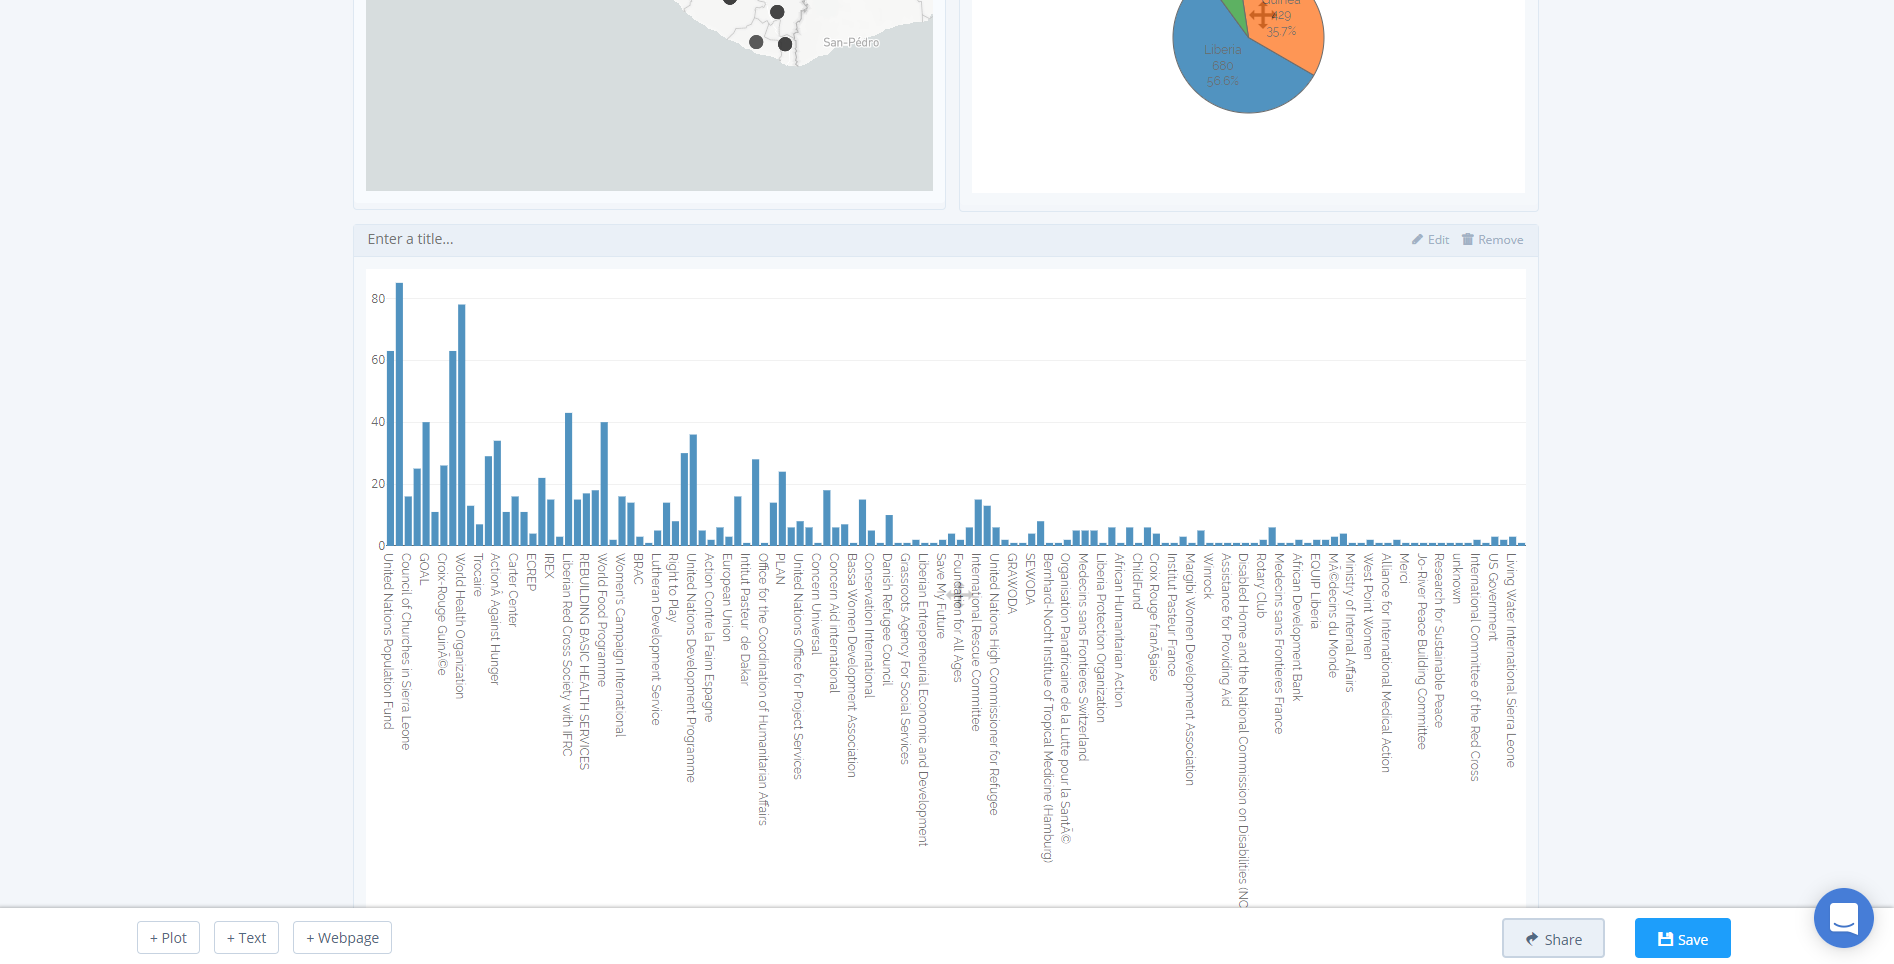 San-Pédro
Guinea
429
35.7%
Liberia
680
56.6%
Enter a title...
Edit
Remove
80
60
40
20
0
United Nations Population Fund
Council of Churches in Sierra Leone
GOAL
Croix-Rouge GuinÃ©e
World Health Organization
Trocaire
ActionÂ Against Hunger
Carter Center
ECREP
IREX
Liberian Red Cross Society with IFRC
REBUILDING BASIC HEALTH SERVICES
World Food Programme
Women's Campaign International
BRAC
Lutheran Development Service
Right to Play
United Nations Development Programme
Action Contre la Faim Espagne
European Union
Intitut Pasteur de Dakar
Office for the Coordination of Humanitarian Affairs
PLAN
United Nations Office for Project Services
Concern Universal
Concern Aid international
Bassa Women Development Association
Conservation International
Danish Refugee Council
Grassroots Agency For Social Services
Liberian Entrepreneurial Economic and Development
Save My Future
Foundation for All Ages
International Rescue Committee
United Nations High Commissioner for Refugee
GRAWODA
SEWODA
Bernhard-Nocht Institue of Tropical Medicine (Hamburg)
Organisation Panafricaine de la Lutte pour la SantÃ©
Medecins sans Frontieres Switzerland
Liberia Protection Organization
African Humanitarian Action
ChildFund
Croix Rouge franÃ§aise
Institut Pasteur France
Margibi Women Development Association
Winrock
Assistance for Providing Aid
Disabled Home and the National Commission on Disabilities (NC
Rotary Club
Medecins sans Frontieres France
African Development Bank
EQUIP Liberia
MÃ©decins du Monde
Ministry of Internal Affairs
West Point Women
Alliance for International Medical Action
Merci
Jo-River Peace Building Committee
Research for Sustainable Peace
unknown
International Committee of the Red Cross
US Government
Living Water International Sierra Leone
+ Plot
+ Text
+ Webpage
Share
Save